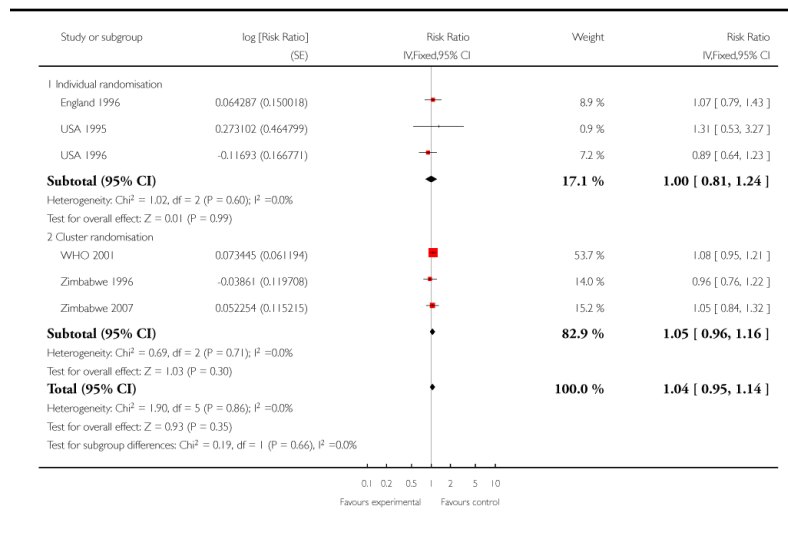 Study or subgroup log [Risk Ratio] Risk Ratio Weight Risk Ratio
(SE) IV,Fixed,95% CI IV,Fixed,95% CI
1 Individual randomisation
England 1996 0.064287 (0.150018) 8.9 % 1.07 [ 0.79, 1.43 ]
USA 1995 0.273102 (0.464799) 0.9 % 1.31 [ 0.53, 3.27 ]
USA 1996 -0.11693 (0.166771) 7.2 % 0.89 [ 0.64, 1.23 ]
Subtotal (95% CI) 17.1 % 1.00 [ 0.81, 1.24 ]
Heterogeneity: Chi² = 1.02, df = 2 (P = 0.60); I² =0.0%
Test for overall effect: Z = 0.01 (P = 0.99)
2 Cluster randomisation
WHO 2001 0.073445 (0.061194) 53.7 % 1.08 [ 0.95, 1.21 ]
Zimbabwe 1996 -0.03861 (0.119708) 14.0 % 0.96 [ 0.76, 1.22 ]
Zimbabwe 2007 0.052254 (0.115215) 15.2 % 1.05 [ 0.84, 1.32 ]
Subtotal (95% CI) 82.9 % 1.05 [ 0.96, 1.16 ]
Heterogeneity: Chi² = 0.69, df = 2 (P = 0.71); I² =0.0%
Test for overall effect: Z = 1.03 (P = 0.30)
Total (95% CI) 100.0 % 1.04 [ 0.95, 1.14 ]
Heterogeneity: Chi² = 1.90, df = 5 (P = 0.86); I² =0.0%
Test for overall effect: Z = 0.93 (P = 0.35)
Test for subgroup differences: Chi² = 0.19, df = 1 (P = 0.66), I² =0.0%
0.1 0.2 0.5 1 2 5 10
Favours experimental Favours control